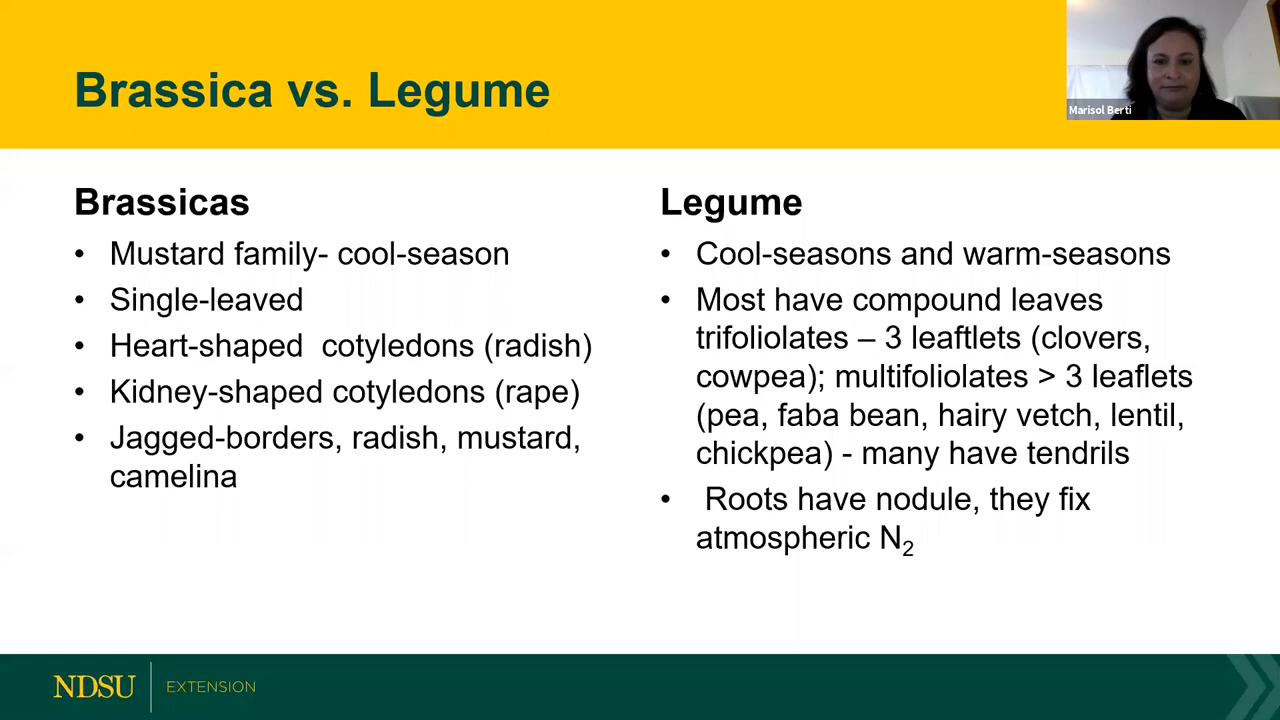 Brassica vs. Legume
Marisol Berti
Brassicas
• Mustard family- cool-season
• Single-leaved
• Heart-shaped cotyledons (radish)
• Kidney-shaped cotyledons (rape)
• Jagged-borders, radish, mustard,
camelina
Legume
• Cool-seasons and warm-seasons
• Most have compound leaves
trifoliolates – 3 leaftlets (clovers,
cowpea); multifoliolates > 3 leaflets
(pea, faba bean, hairy vetch, lentil,
chickpea) - many have tendrils
• Roots have nodule, they fix
atmospheric N₂
NDSU EXTENSION